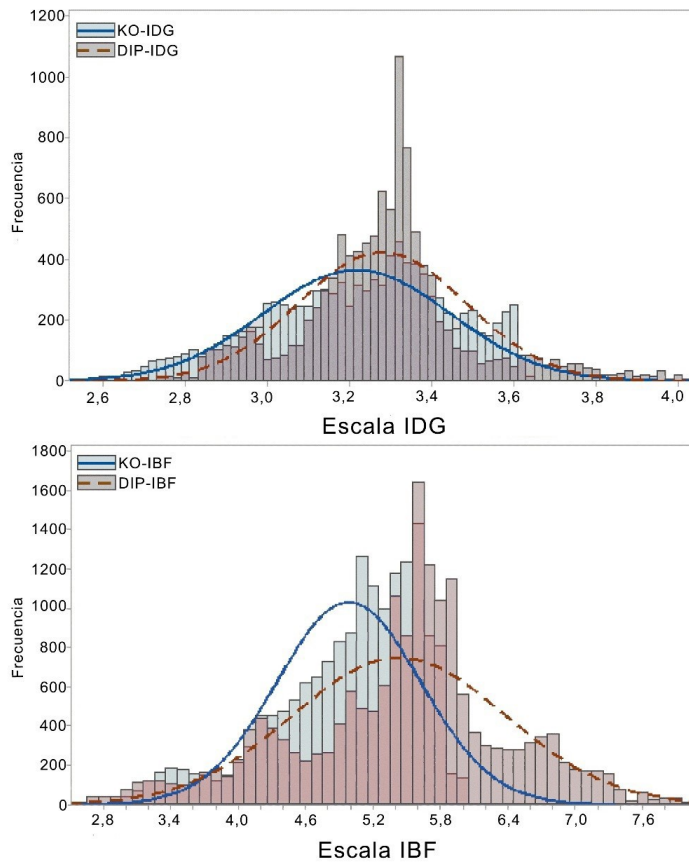 1200
KO-IDG
DIP-IDG
1000
800
600
400
200
0
Frecuencia
2,6 2,8 3,0 3,2 3,4 3,6 3,8 4,0
Escala IDG
1800
KO-IBF
DIP-IBF
1600
1400
1200
1000
800
600
400
200
0
Frecuencia
2,8 3,4 4,0 4,6 5,2 5,8 6,4 7,0 7,6
Escala IBF